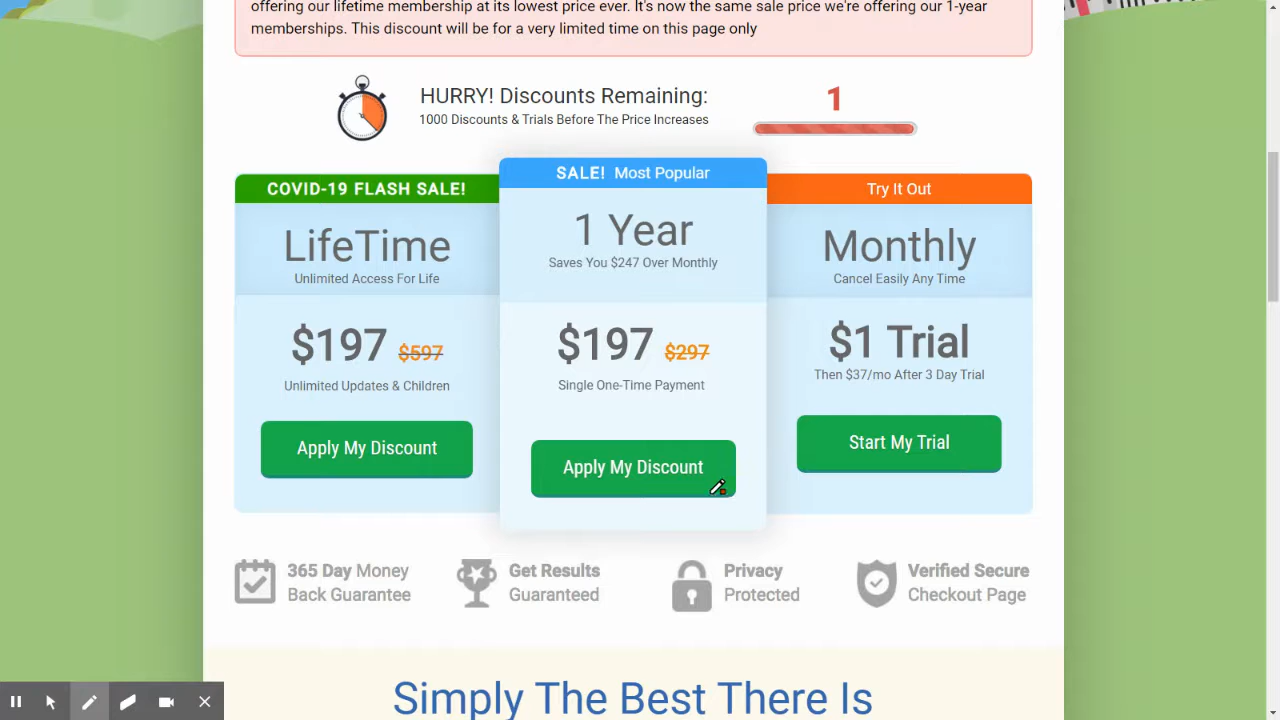 offering our lifetime membership at its lowest price ever. It's now the same sale price we're offering our 1-year
memberships. This discount will be for a very limited time on this page only
HURRY! Discounts Remaining:
1000 Discounts & Trials Before The Price Increases
1
COVID-19 FLASH SALE!
LifeTime
Unlimited Access For Life
$197 $597
Unlimited Updates & Children
Apply My Discount
SALE! Most Popular
1 Year
Saves You $247 Over Monthly
$197 $297
Single One-Time Payment
Apply My Discount
Try It Out
Monthly
Cancel Easily Any Time
$1 Trial
Then $37/mo After 3 Day Trial
Start My Trial
365 Day Money
Back Guarantee
Get Results
Guaranteed
Privacy
Protected
Verified Secure
Checkout Page
Simply The Best There Is